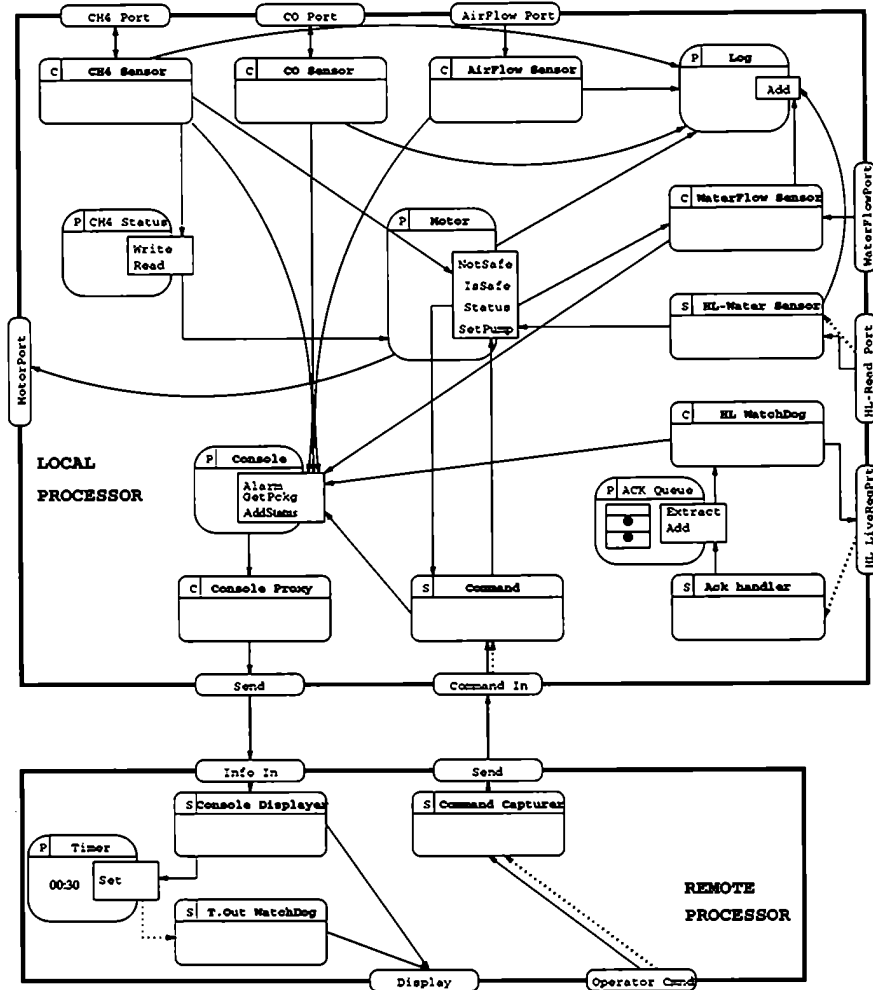 CH4 Port
CO Port
AirFlow Port
C CH4 Sensor
C CO Sensor
C AirFlow Sensor
P Log
Add
P CH4 Status
Write
Read
P Motor
NotSafe
IsSafe
Status
SetPump
C WaterFlow Sensor
WaterFlowPort
S HL-Water Sensor
HL-Read Port
MotorPort
LOCAL
PROCESSOR
P Console
Alarm
GetPckg
AddStatus
C HL WatchDog
P ACK Queue
Extract
Add
HL LiveReqPrt
C Console Proxy
S Command
S Ack handler
Send
Command In
Info In
Send
S Console Displayer
S Command Capturer
P Timer
00:30
Set
S T.Out WatchDog
REMOTE
PROCESSOR
Display
Operator Cmnd